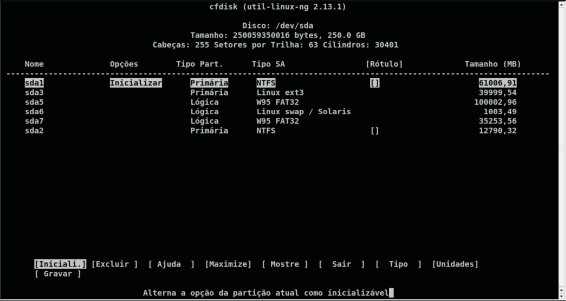 cfdisk (util-linux-ng 2.13.1)
Disco: /dev/sda
Tamanho: 250059350016 bytes, 250.0 GB
Cabeças: 255 Setores por Trilha: 63 Cilindros: 30401
Nome Opções Tipo Part. Tipo SA [Rótulo] Tamanho (MB)
sda1 Inicializar Primária NTFS [] 61006,91
sda3 Primária Linux ext3 39999,54
sda5 Lógica W95 FAT32 100002,96
sda6 Lógica Linux swap / Solaris 1003,49
sda7 Lógica W95 FAT32 35253,56
sda2 Primária NTFS [] 12790,32
[Iniciali.] [Excluir ] [ Ajuda ] [Maximize] [ Mostre ] [ Sair ] [ Tipo ] [Unidades]
[ Gravar ]
Alterna a opção da partição atual como inicializável